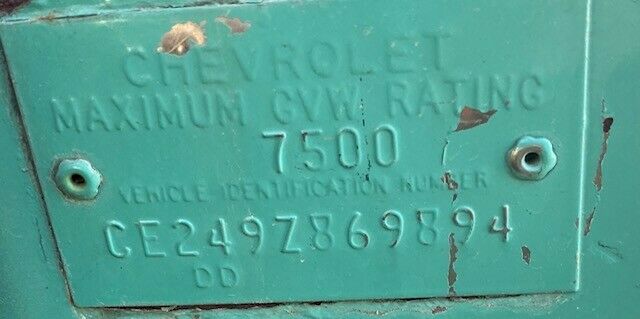 CHEVROLET
MAXIMUM GVW RATING
7500
VEHICLE IDENTIFICATION NUMBER
CE249Z869894
DD